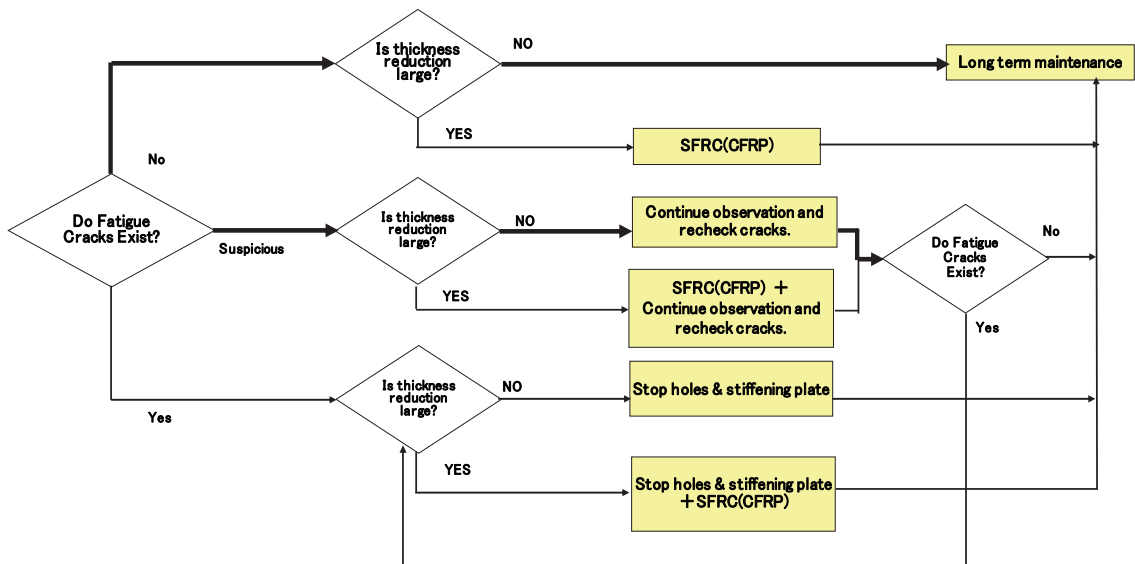 Is thickness
reduction
large?
NO
Long term maintenance
YES
SFRC(CFRP)
No
Do Fatigue
Cracks Exist?
Suspicious
Is thickness
reduction
large?
NO
Continue observation and
recheck cracks.
YES
SFRC(CFRP) +
Continue observation and
recheck cracks.
Do Fatigue
Cracks
Exist?
No
Yes
Yes
Is thickness
reduction
large?
NO
Stop holes & stiffening plate
YES
Stop holes & stiffening plate
+SFRC(CFRP)